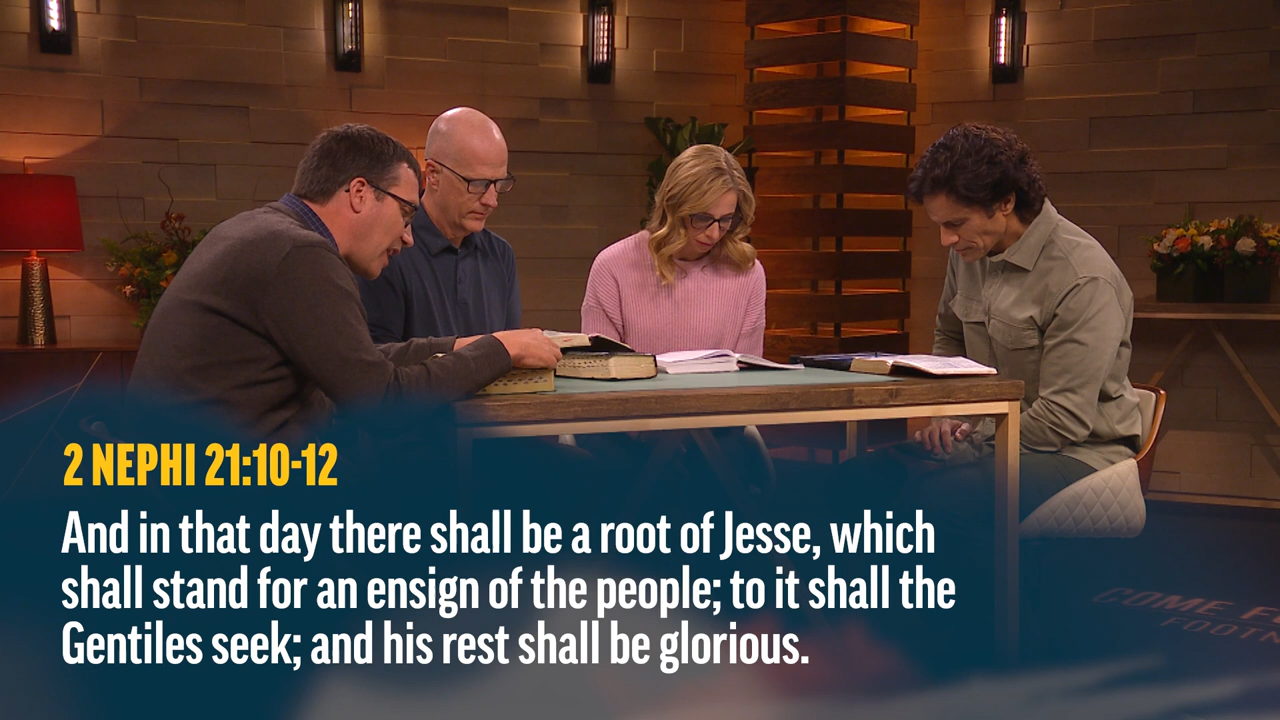 2 NEPHI 21:10-12
And in that day there shall be a root of Jesse, which
shall stand for an ensign of the people; to it shall the
Gentiles seek; and his rest shall be glorious.
COME